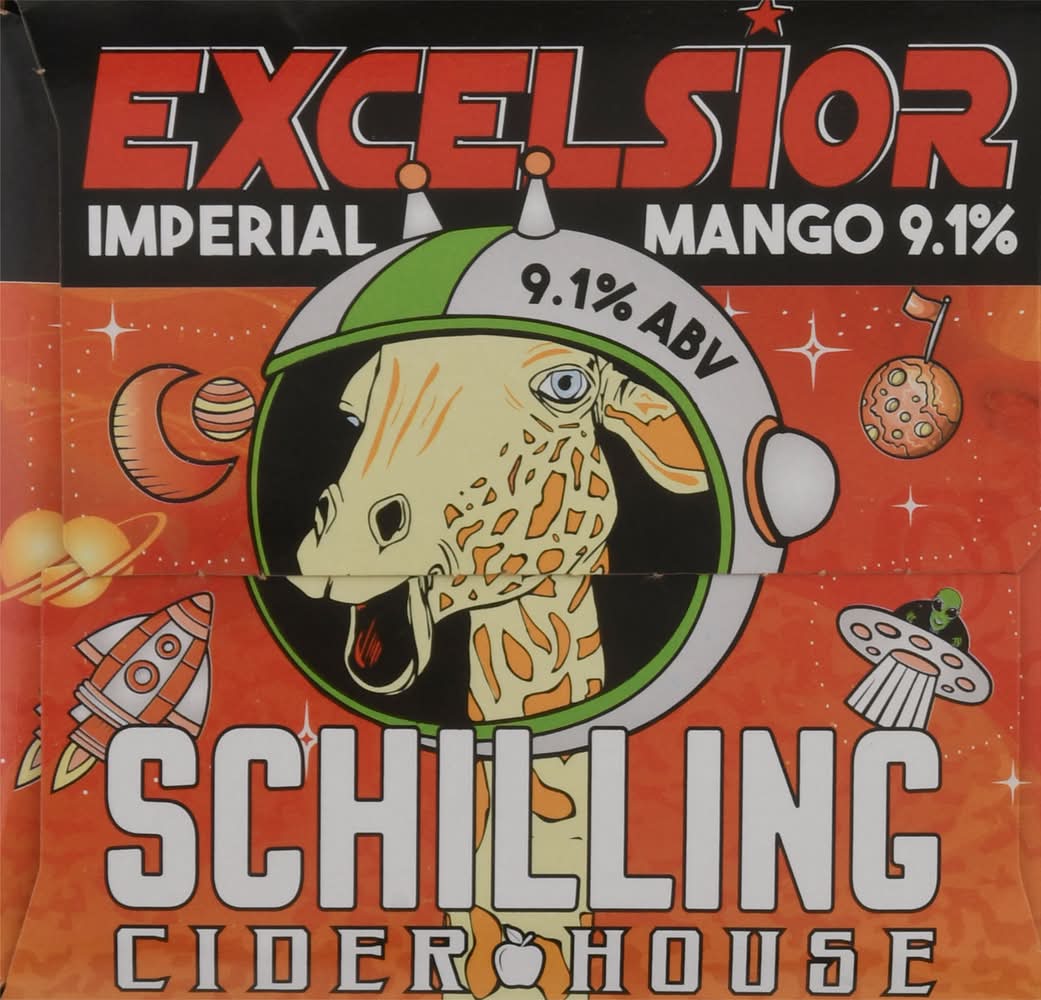 EXCELSIOR
IMPERIAL MANGO 9.1%
9.1% ABV
SCHILLING
CIDER HOUSE